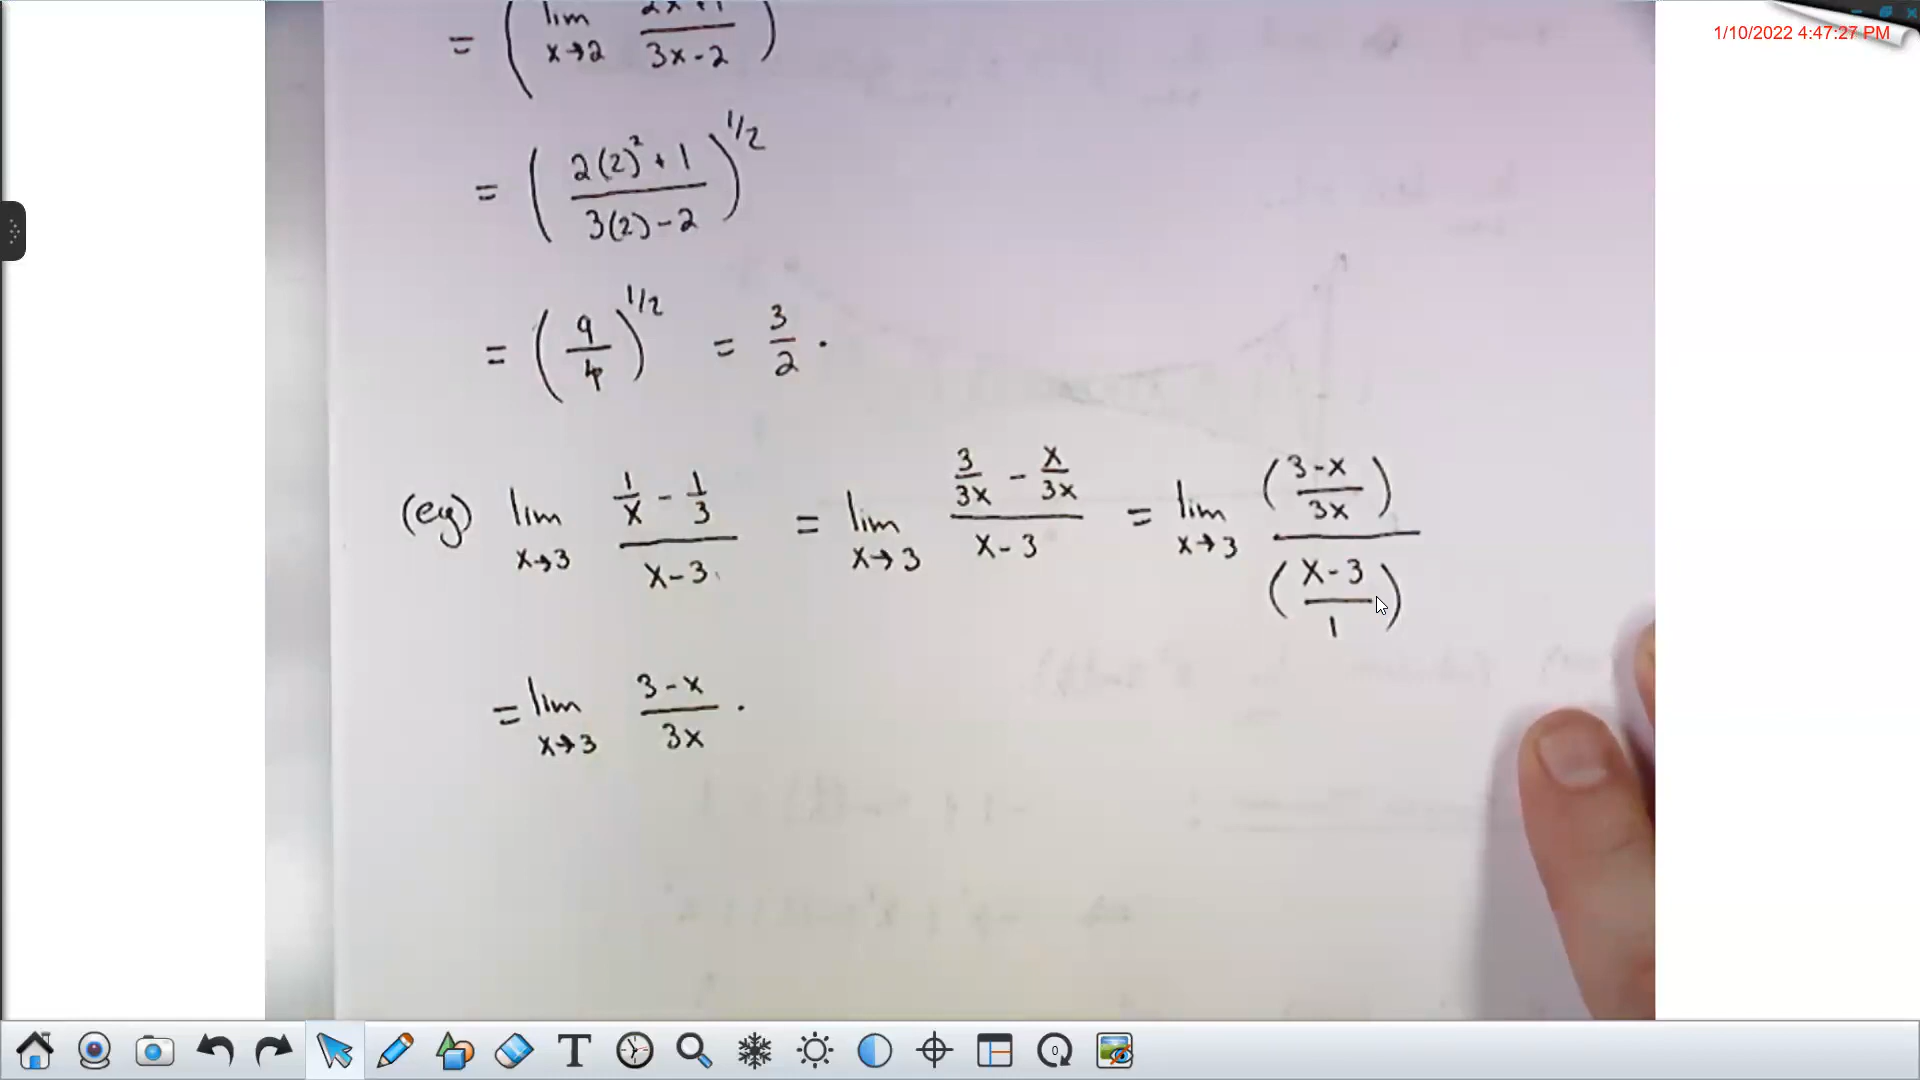 1/10/2022 4:47:27 PM
= ( lim x→2 2x²+1 / 3x-2 )
= ( 2(2)² + 1 / 3(2) - 2 )^1/2
= ( 9 / 4 )^1/2 = 3/2 .
(eg) lim x→3 (1/x - 1/3) / (x-3) = lim x→3 (3/3x - x/3x) / (x-3) = lim x→3 ( 3-x / 3x ) / ( x-3 / 1 )
= lim x→3 3-x / 3x .
T
0